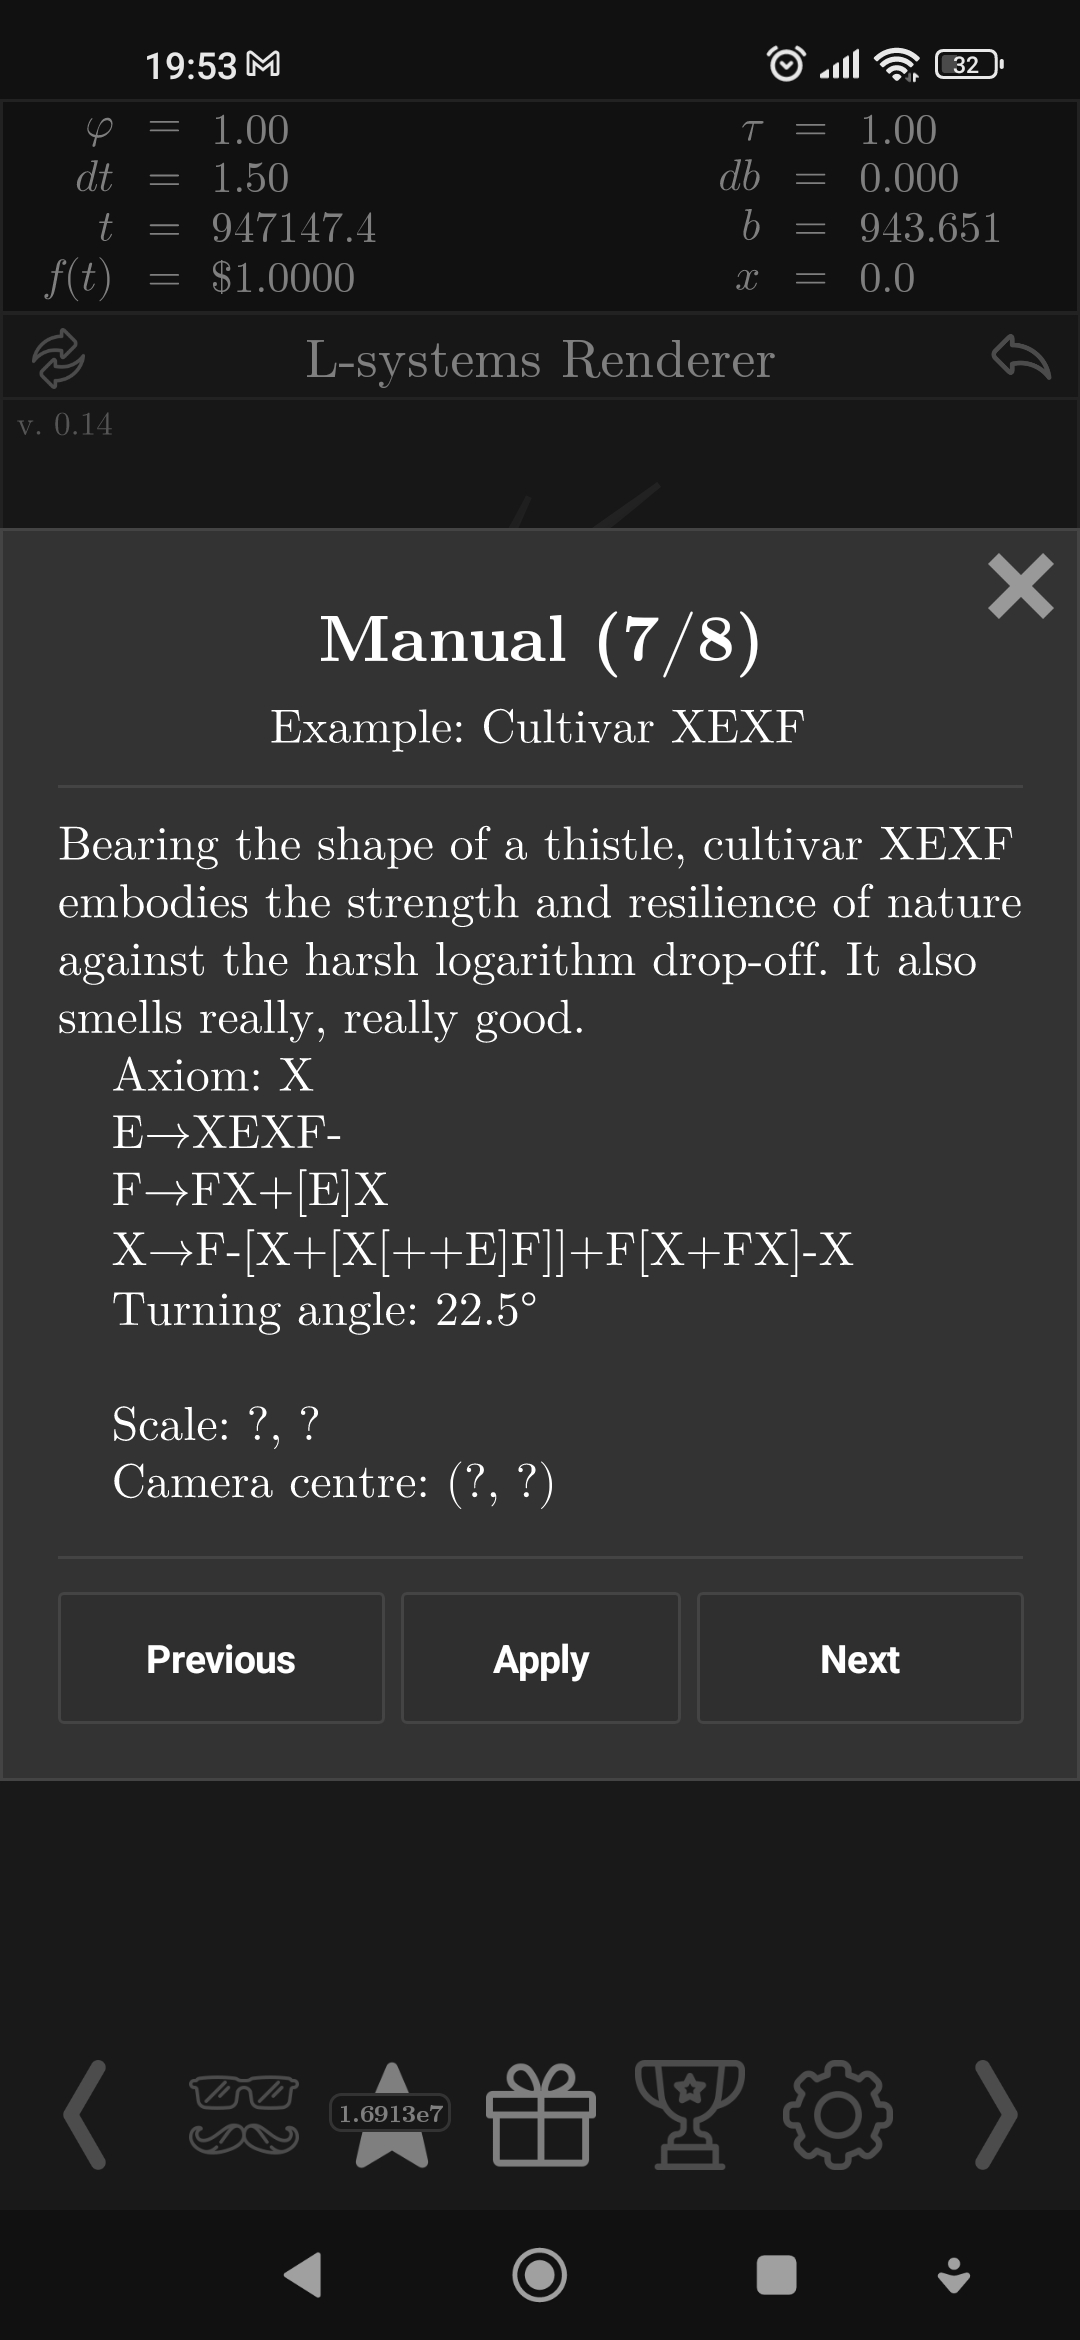 19:53
32
φ = 1.00
τ = 1.00
dt = 1.50
db = 0.000
t = 947147.4
b = 943.651
f(t) = $1.0000
x = 0.0
L-systems Renderer
v. 0.14
Manual (7/8)
Example: Cultivar XEXF
Bearing the shape of a thistle, cultivar XEXF
embodies the strength and resilience of nature
against the harsh logarithm drop-off. It also
smells really, really good.
Axiom: X
E→XEXF-
F→FX+[E]X
X→F-[X+[X[++E]F]]+F[X+FX]-X
Turning angle: 22.5°
Scale: ?, ?
Camera centre: (?, ?)
Previous
Apply
Next
1.6913e7